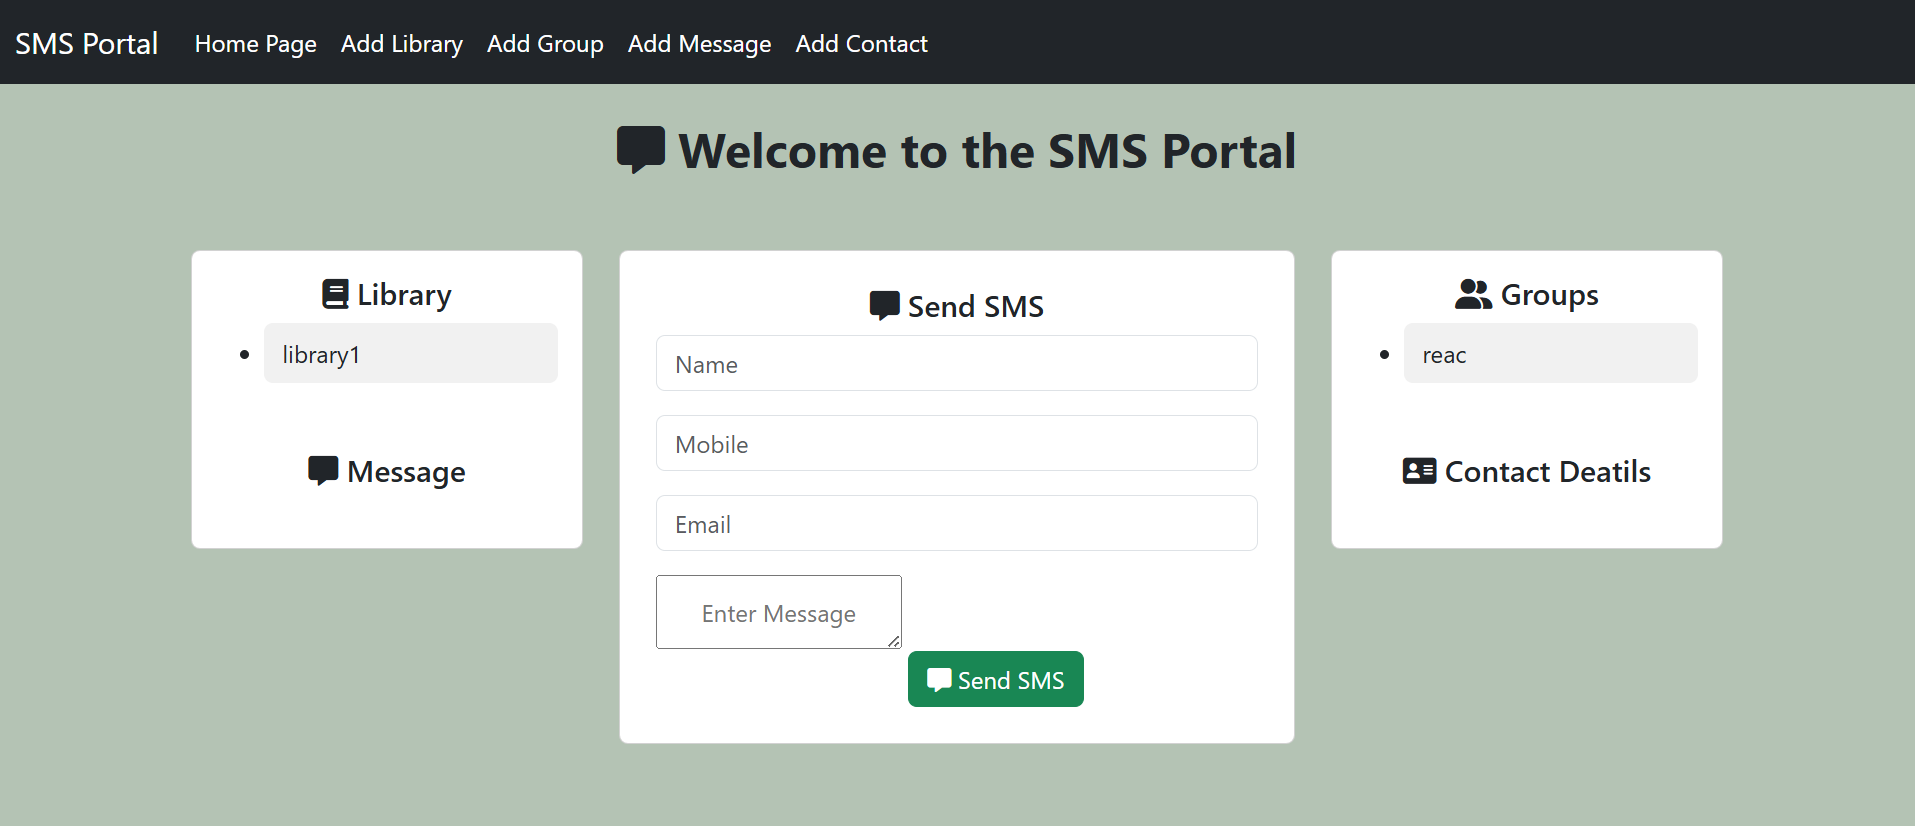 SMS Portal Home Page Add Library Add Group Add Message Add Contact
Welcome to the SMS Portal
Library
library1
Message
Send SMS
Name
Mobile
Email
Enter Message
Send SMS
Groups
reac
Contact Deatils